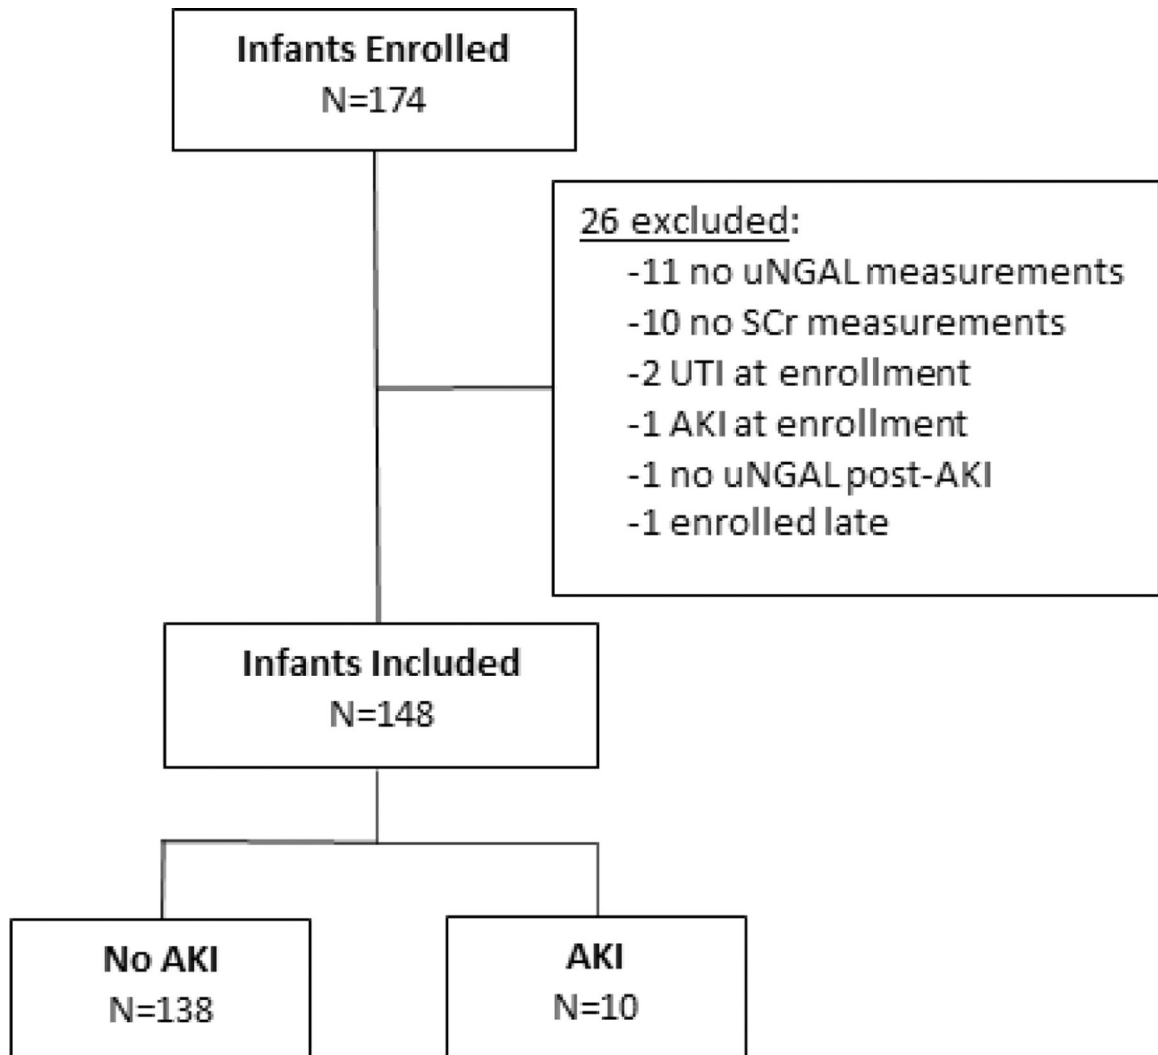 Infants Enrolled
N=174
26 excluded:
-11 no uNGAL measurements
-10 no SCr measurements
-2 UTI at enrollment
-1 AKI at enrollment
-1 no uNGAL post-AKI
-1 enrolled late
Infants Included
N=148
No AKI
N=138
AKI
N=10